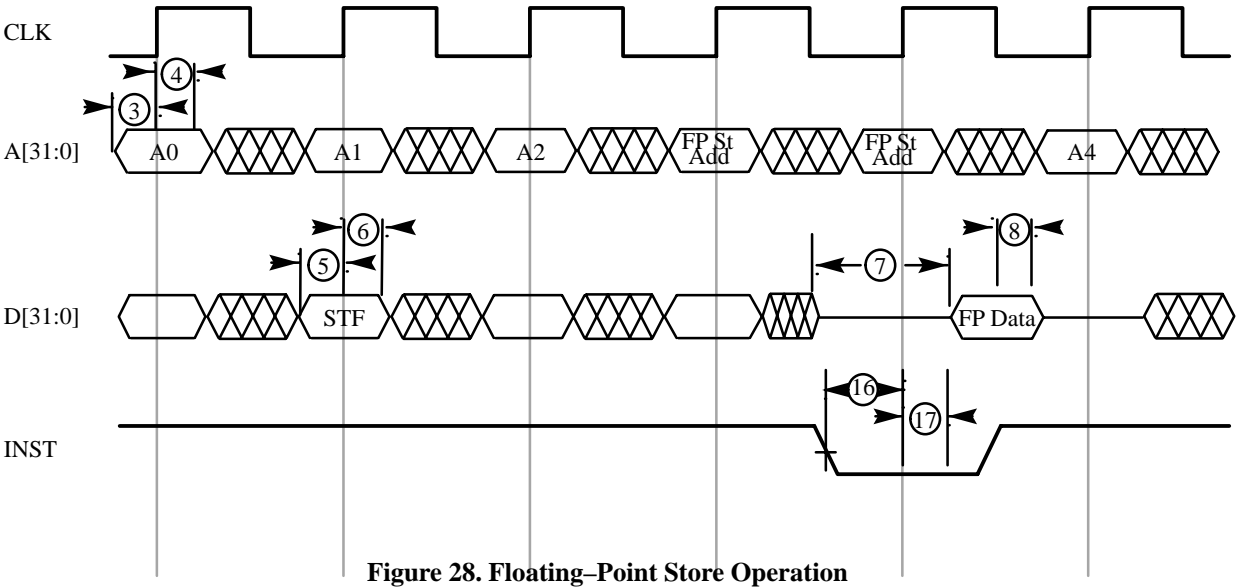 CLK
4
3
A[31:0]
A0
A1
A2
FP St
Add
FP St
Add
A4
6
8
5
7
D[31:0]
STF
FP Data
16
17
INST
Figure 28. Floating–Point Store Operation